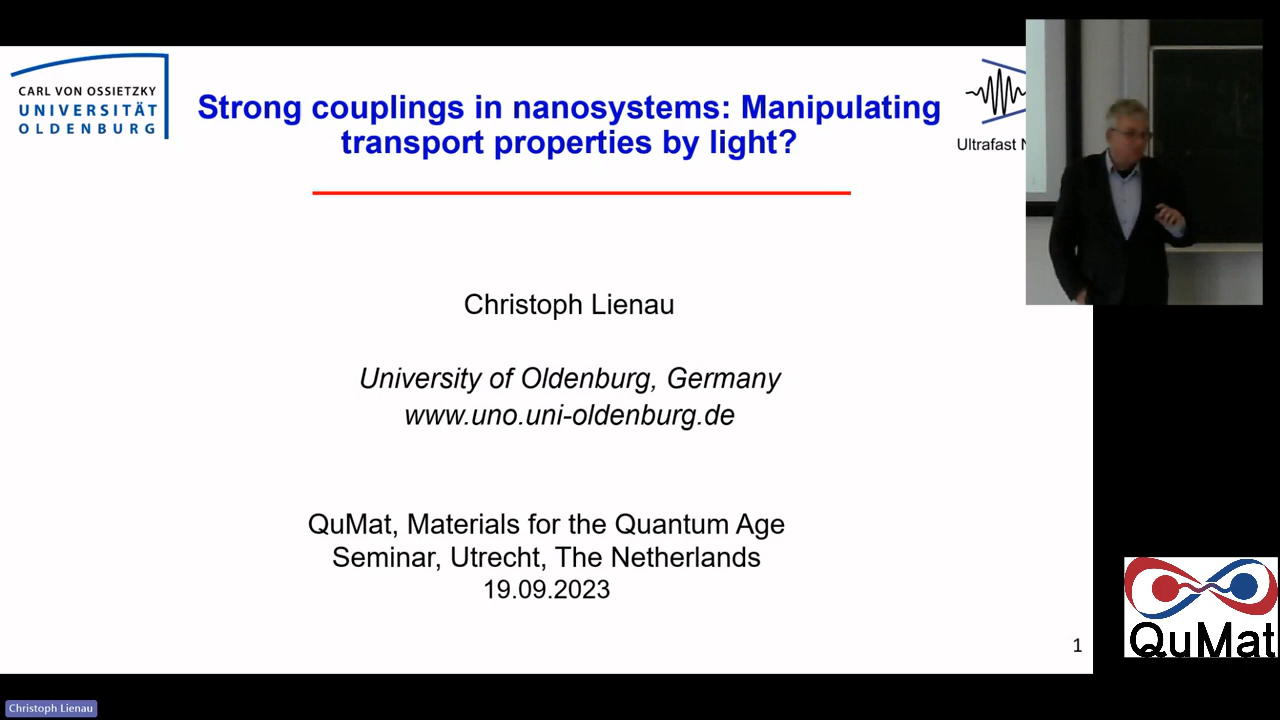 CARL VON OSSIETZKY
UNIVERSITÄT
OLDENBURG
Strong couplings in nanosystems: Manipulating
transport properties by light?
Ultrafast
Christoph Lienau
University of Oldenburg, Germany
www.uno.uni-oldenburg.de
QuMat, Materials for the Quantum Age
Seminar, Utrecht, The Netherlands
19.09.2023
1
QuMat
Christoph Lienau